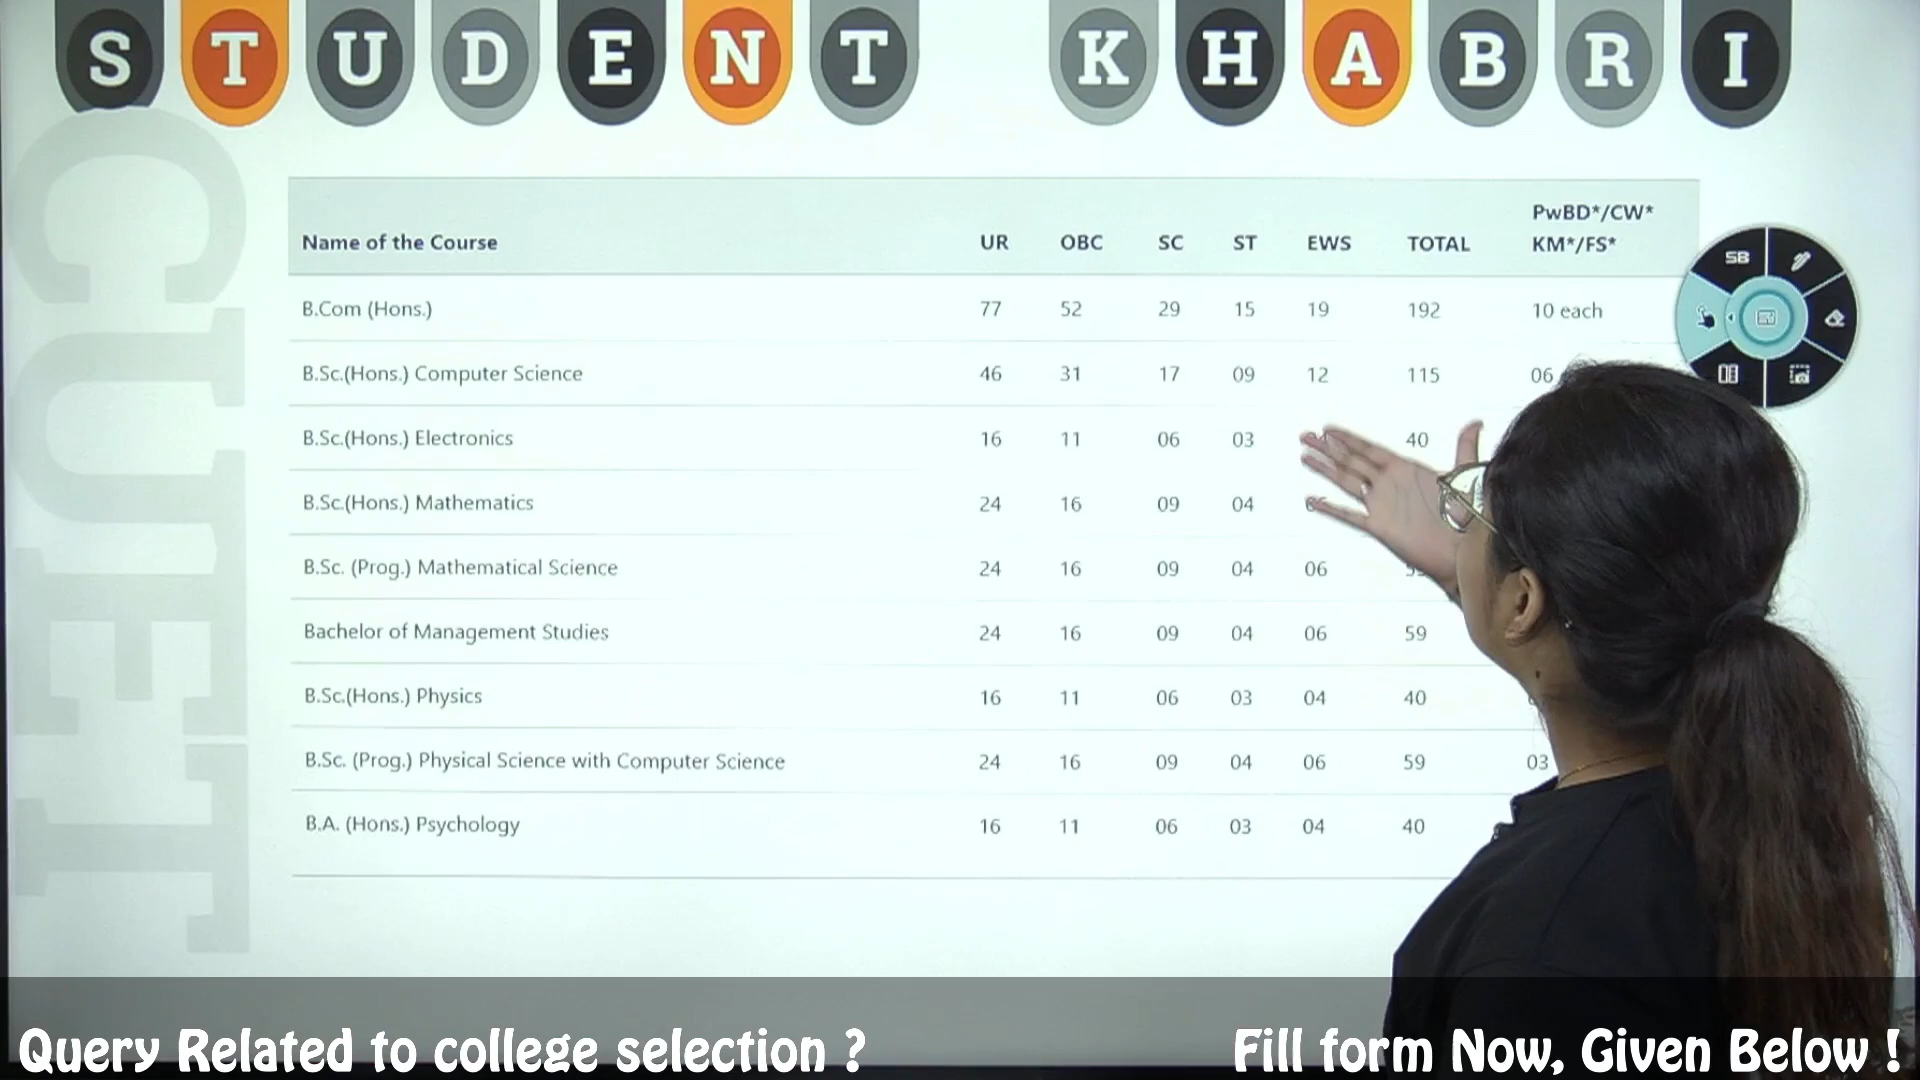 STUDENT KHABRI
CUET
Name of the Course UR OBC SC ST EWS TOTAL PwBD*/CW* KM*/FS*
B.Com (Hons.) 77 52 29 15 19 192 10 each
B.Sc.(Hons.) Computer Science 46 31 17 09 12 115 06
B.Sc.(Hons.) Electronics 16 11 06 03 40
B.Sc.(Hons.) Mathematics 24 16 09 04
B.Sc. (Prog.) Mathematical Science 24 16 09 04 06
Bachelor of Management Studies 24 16 09 04 06 59
B.Sc.(Hons.) Physics 16 11 06 03 04 40
B.Sc. (Prog.) Physical Science with Computer Science 24 16 09 04 06 59 03
B.A. (Hons.) Psychology 16 11 06 03 04 40
SB
Query Related to college selection ?
Fill form Now, Given Below !